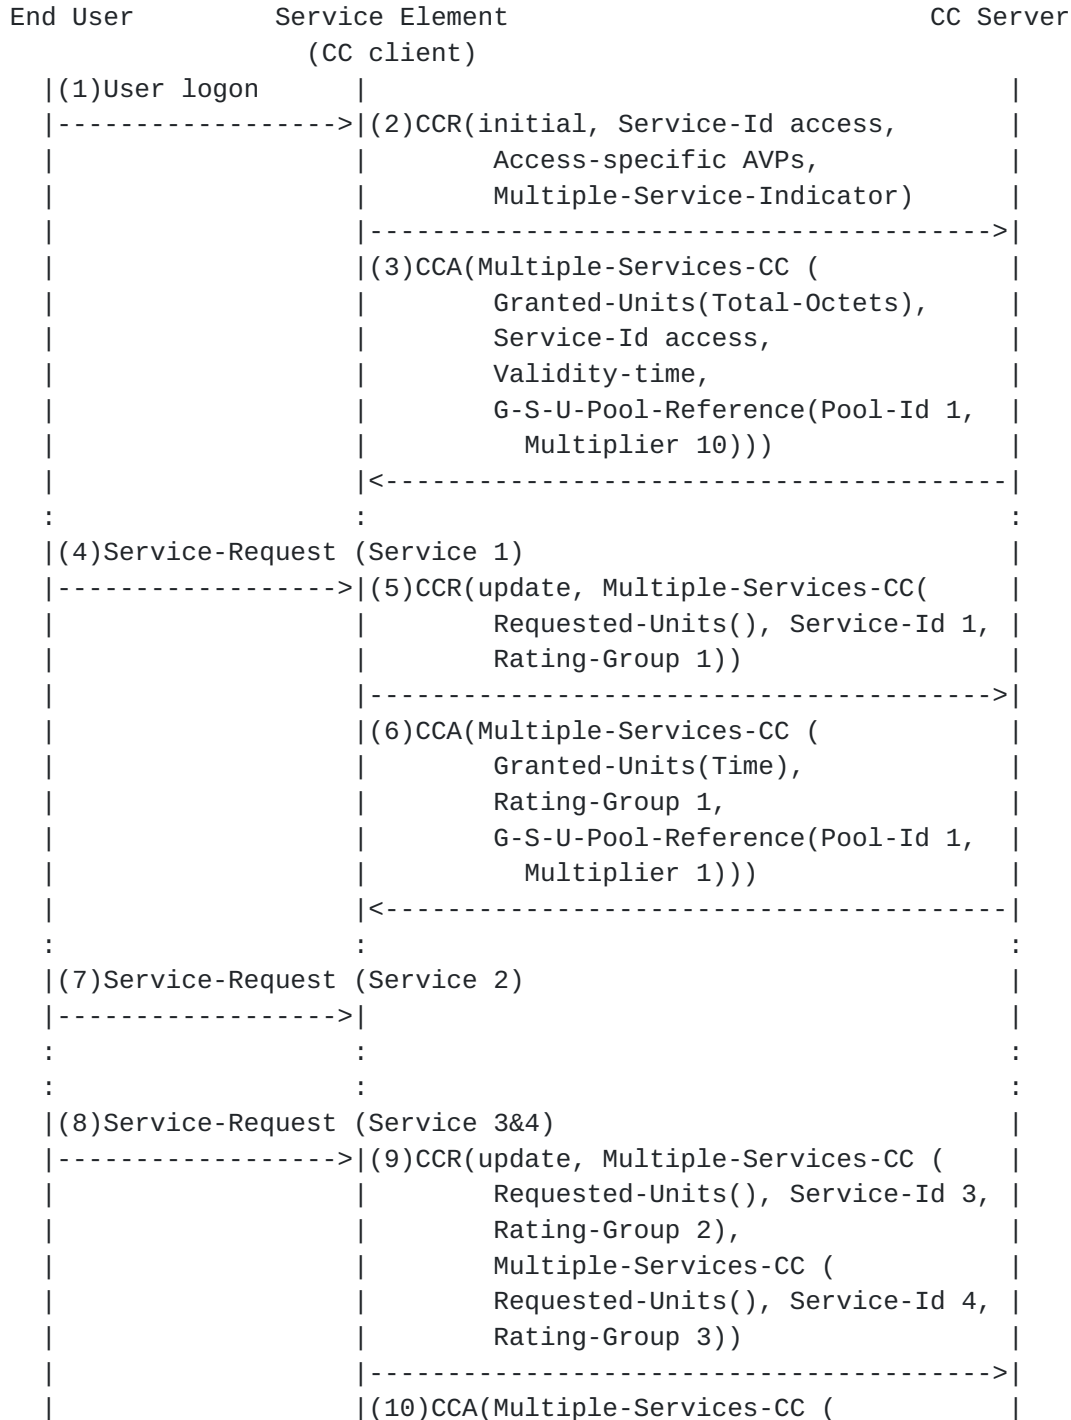 End User         Service Element                           CC Server
                   (CC client)
  |(1)User logon      |                                         |
  |------------------>|(2)CCR(initial, Service-Id access,       |
  |                   |        Access-specific AVPs,            |
  |                   |        Multiple-Service-Indicator)      |
  |                   |---------------------------------------->|
  |                   |(3)CCA(Multiple-Services-CC (            |
  |                   |        Granted-Units(Total-Octets),     |
  |                   |        Service-Id access,               |
  |                   |        Validity-time,                   |
  |                   |        G-S-U-Pool-Reference(Pool-Id 1,  |
  |                   |          Multiplier 10)))               |
  |                   |<----------------------------------------|
  :                   :                                         :
  |(4)Service-Request (Service 1)                               |
  |------------------>|(5)CCR(update, Multiple-Services-CC(     |
  |                   |        Requested-Units(), Service-Id 1, |
  |                   |        Rating-Group 1))                 |
  |                   |---------------------------------------->|
  |                   |(6)CCA(Multiple-Services-CC (            |
  |                   |        Granted-Units(Time),             |
  |                   |        Rating-Group 1,                  |
  |                   |        G-S-U-Pool-Reference(Pool-Id 1,  |
  |                   |          Multiplier 1)))                |
  |                   |<----------------------------------------|
  :                   :                                         :
  |(7)Service-Request (Service 2)                               |
  |------------------>|                                         |
  :                   :                                         :
  :                   :                                         :
  |(8)Service-Request (Service 3&4)                             |
  |------------------>|(9)CCR(update, Multiple-Services-CC (    |
  |                   |        Requested-Units(), Service-Id 3, |
  |                   |        Rating-Group 2),                 |
  |                   |        Multiple-Services-CC (           |
  |                   |        Requested-Units(), Service-Id 4, |
  |                   |        Rating-Group 3))                 |
  |                   |---------------------------------------->|
  |                   |(10)CCA(Multiple-Services-CC (           |